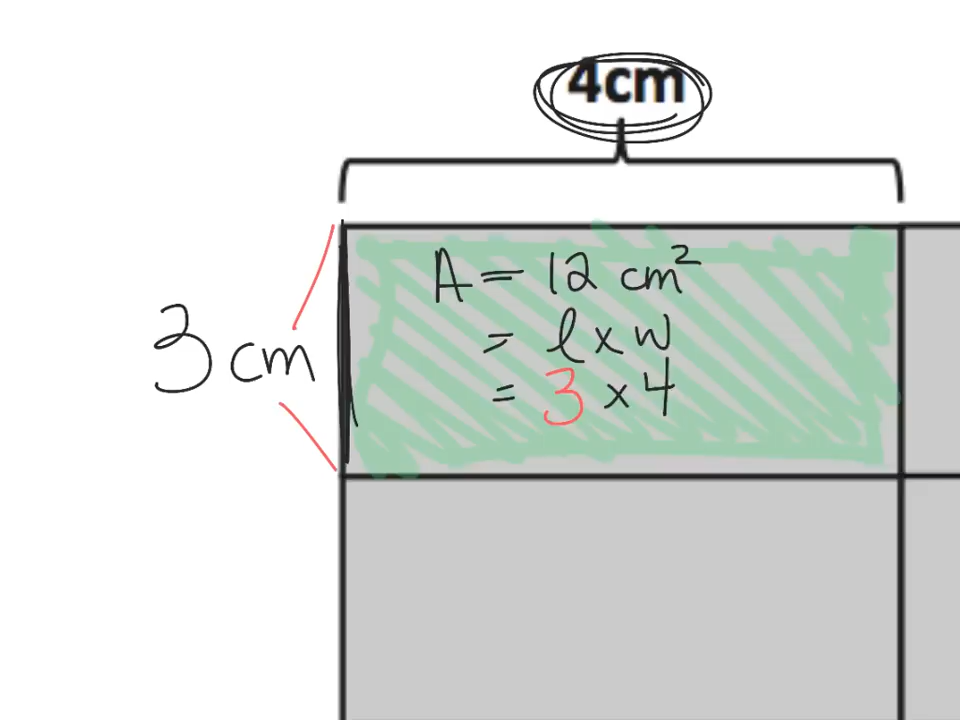 4cm
A = 12 cm²
= l x w
3 cm
= 3 x 4